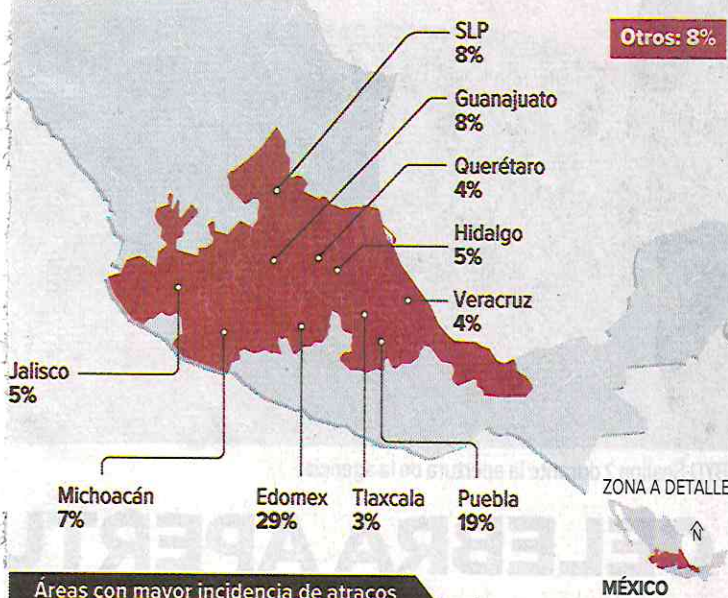 SLP
8%
Otros: 8%
Guanajuato
8%
Querétaro
4%
Hidalgo
5%
Veracruz
4%
Jalisco
5%
Michoacán
7%
Edomex
29%
Tlaxcala
3%
Puebla
19%
ZONA A DETALLE
N
MÉXICO
Áreas con mayor incidencia de atracos